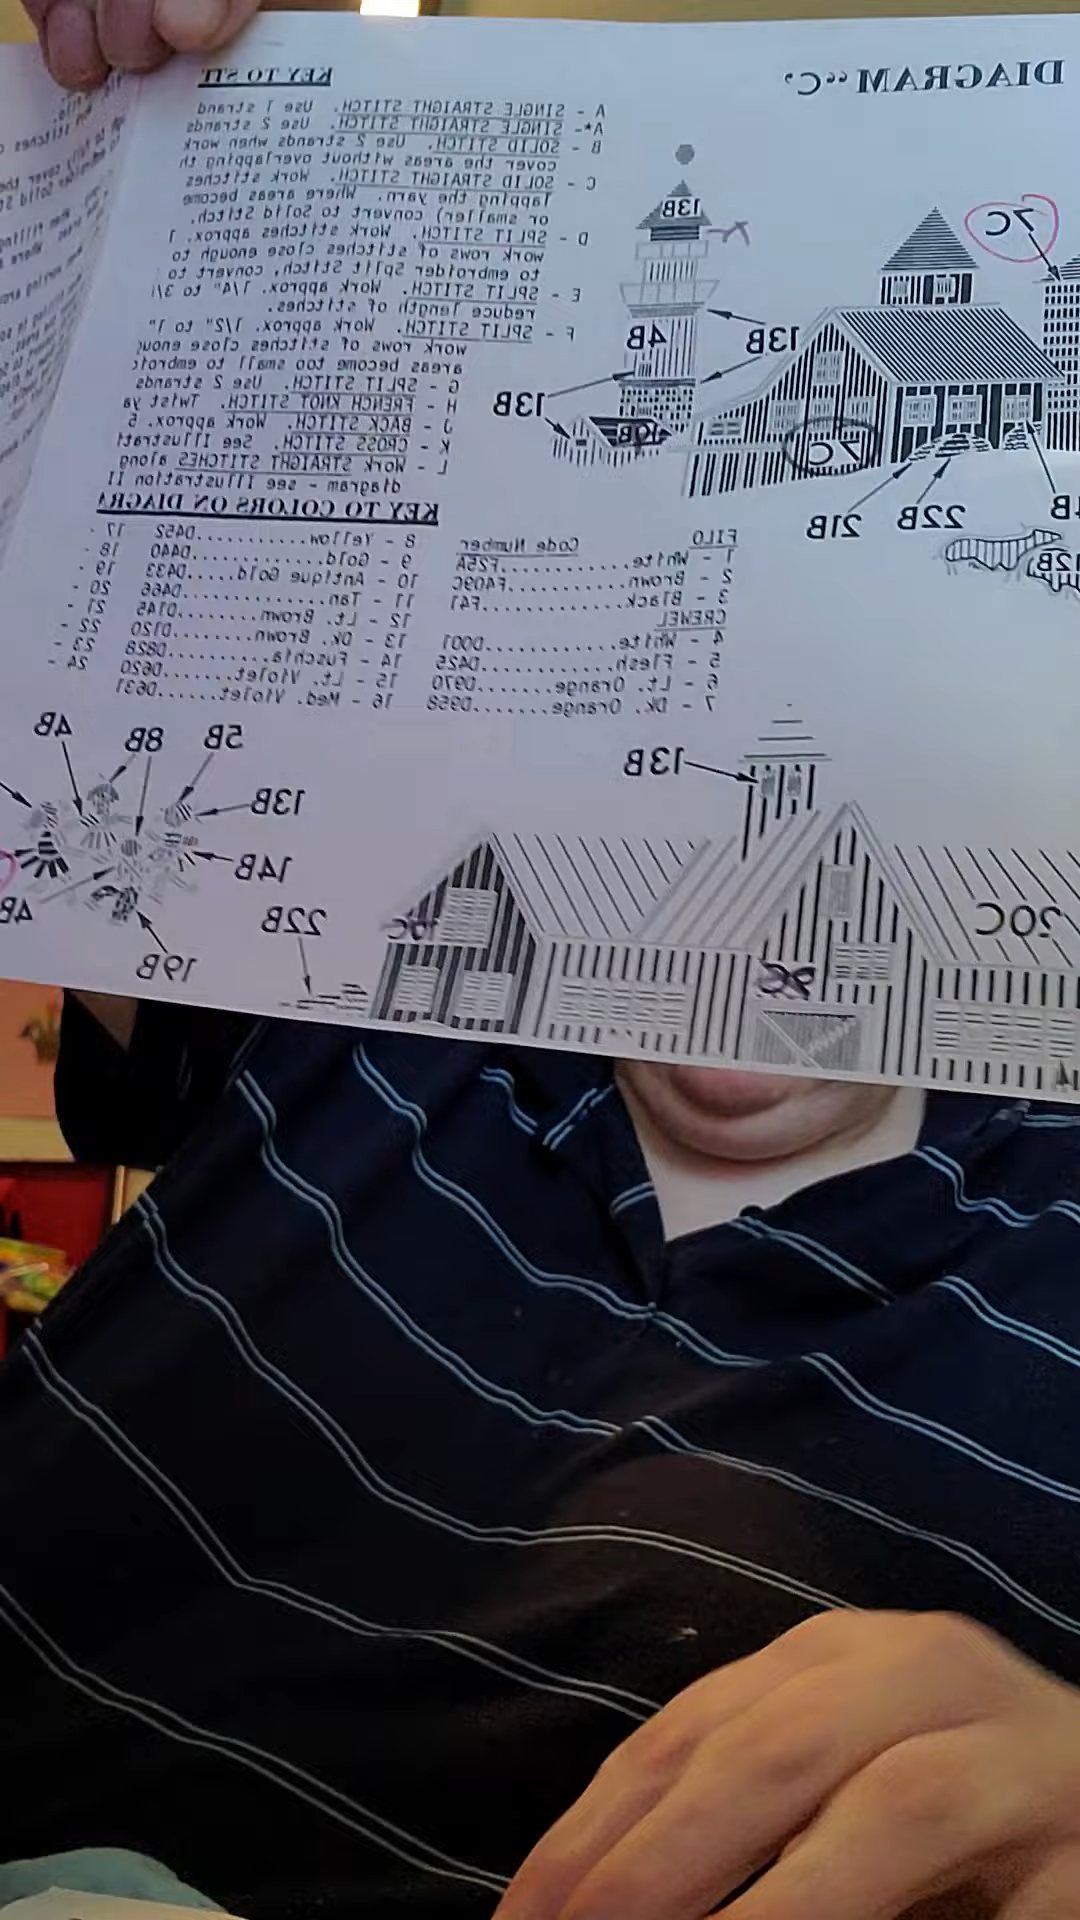 DIAGRAM "C"
KEY TO STIT
A - SINGLE STRAIGHT STITCH. Use 1 strand
A*- SINGLE STRAIGHT STITCH. Use 2 strands
B - SOLID STITCH. Use 2 strands when work
cover the areas without overlapping th
C - SOLID STRAIGHT STITCH. Work stitches
lapping the yarn. Where areas become
or smaller) convert to Solid Stitch.
D - SPLIT STITCH. Work stitches approx. 1
work rows of stitches close enough to
to embroider Split Stitch, convert to
E - SPLIT STITCH. Work approx. 1/4" to 3/
reduce length of stitches.
F - SPLIT STITCH. Work approx. 1/2" to 1"
work rows of stitches close enoug
areas become too small to embroid
G - SPLIT STITCH. Use 2 strands
H - FRENCH KNOT STITCH. Twist ya
J - BACK STITCH. Work approx. 5
K - CROSS STITCH. See Illustrati
L - Work STRAIGHT STITCHES along
diagram - see Illustration II
7C
13B
13B
4B
13B
19B
7C
21B
22B
KEY TO COLORS ON DIAGRA
FILO Code Number
1 - White............F25A
2 - Brown............F409C
3 - Black............F41
CREWEL
4 - White............D001
5 - Flesh............D425
6 - Lt. Orange.......D970
7 - Dk. Orange.......D958
8 - Yellow...........D452
9 - Gold.............D440
10 - Antique Gold.....D433
11 - Tan..............D466
12 - Lt. Brown........D145
13 - Dk. Brown........D120
14 - Fuschia..........D828
15 - Lt. Violet.......D620
16 - Med. Violet......D631
17 -
18 -
19 -
20 -
21 -
22 -
23 -
24 -
13B
20C
9C
22B
4B
8B
5B
13B
14B
4B
19B